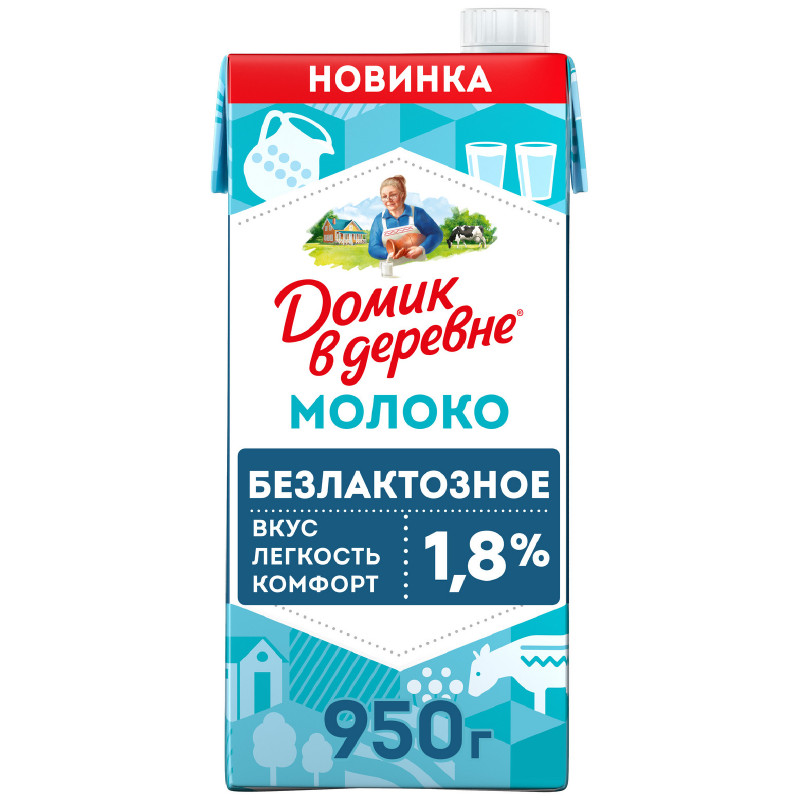 НОВИНКА
Домик
в деревне®
МОЛОКО
БЕЗЛАКТОЗНОЕ
ВКУС
ЛЕГКОСТЬ
КОМФОРТ
1,8%
950г